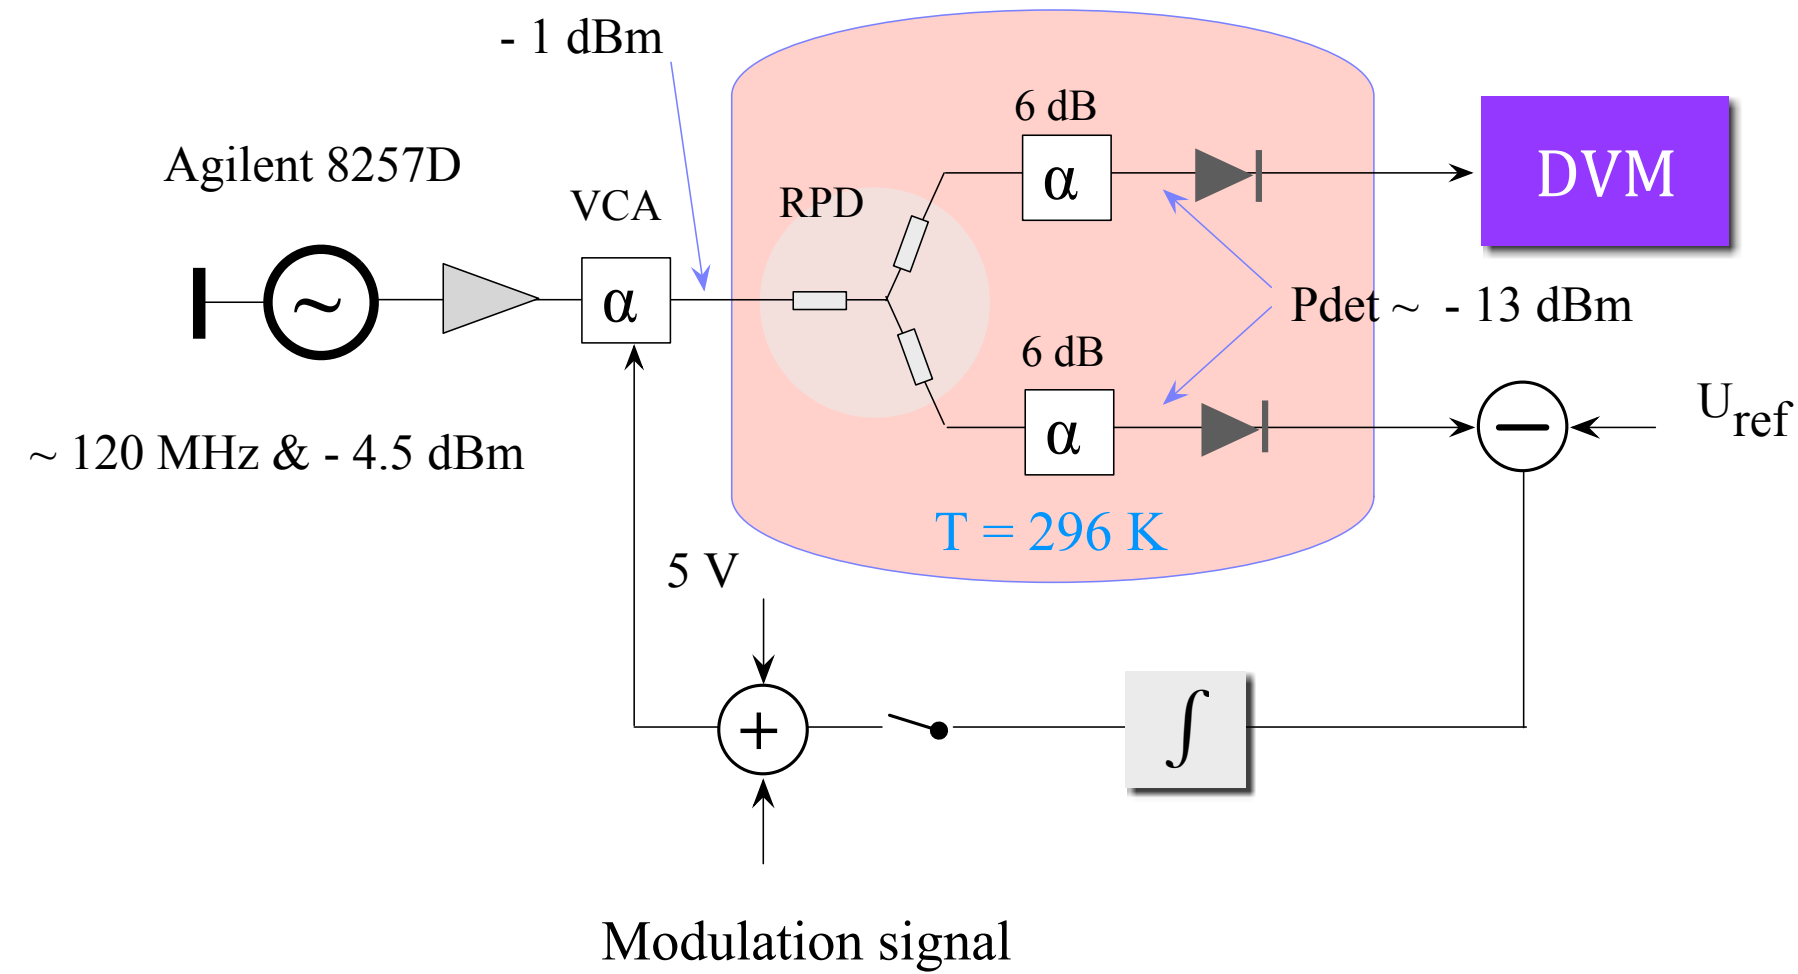 - 1 dBm
6 dB
Agilent 8257D
DVM
VCA
RPD
α
~
α
Pdet ~ - 13 dBm
6 dB
α
−
U_ref
~ 120 MHz & - 4.5 dBm
T = 296 K
5 V
+
∫
Modulation signal